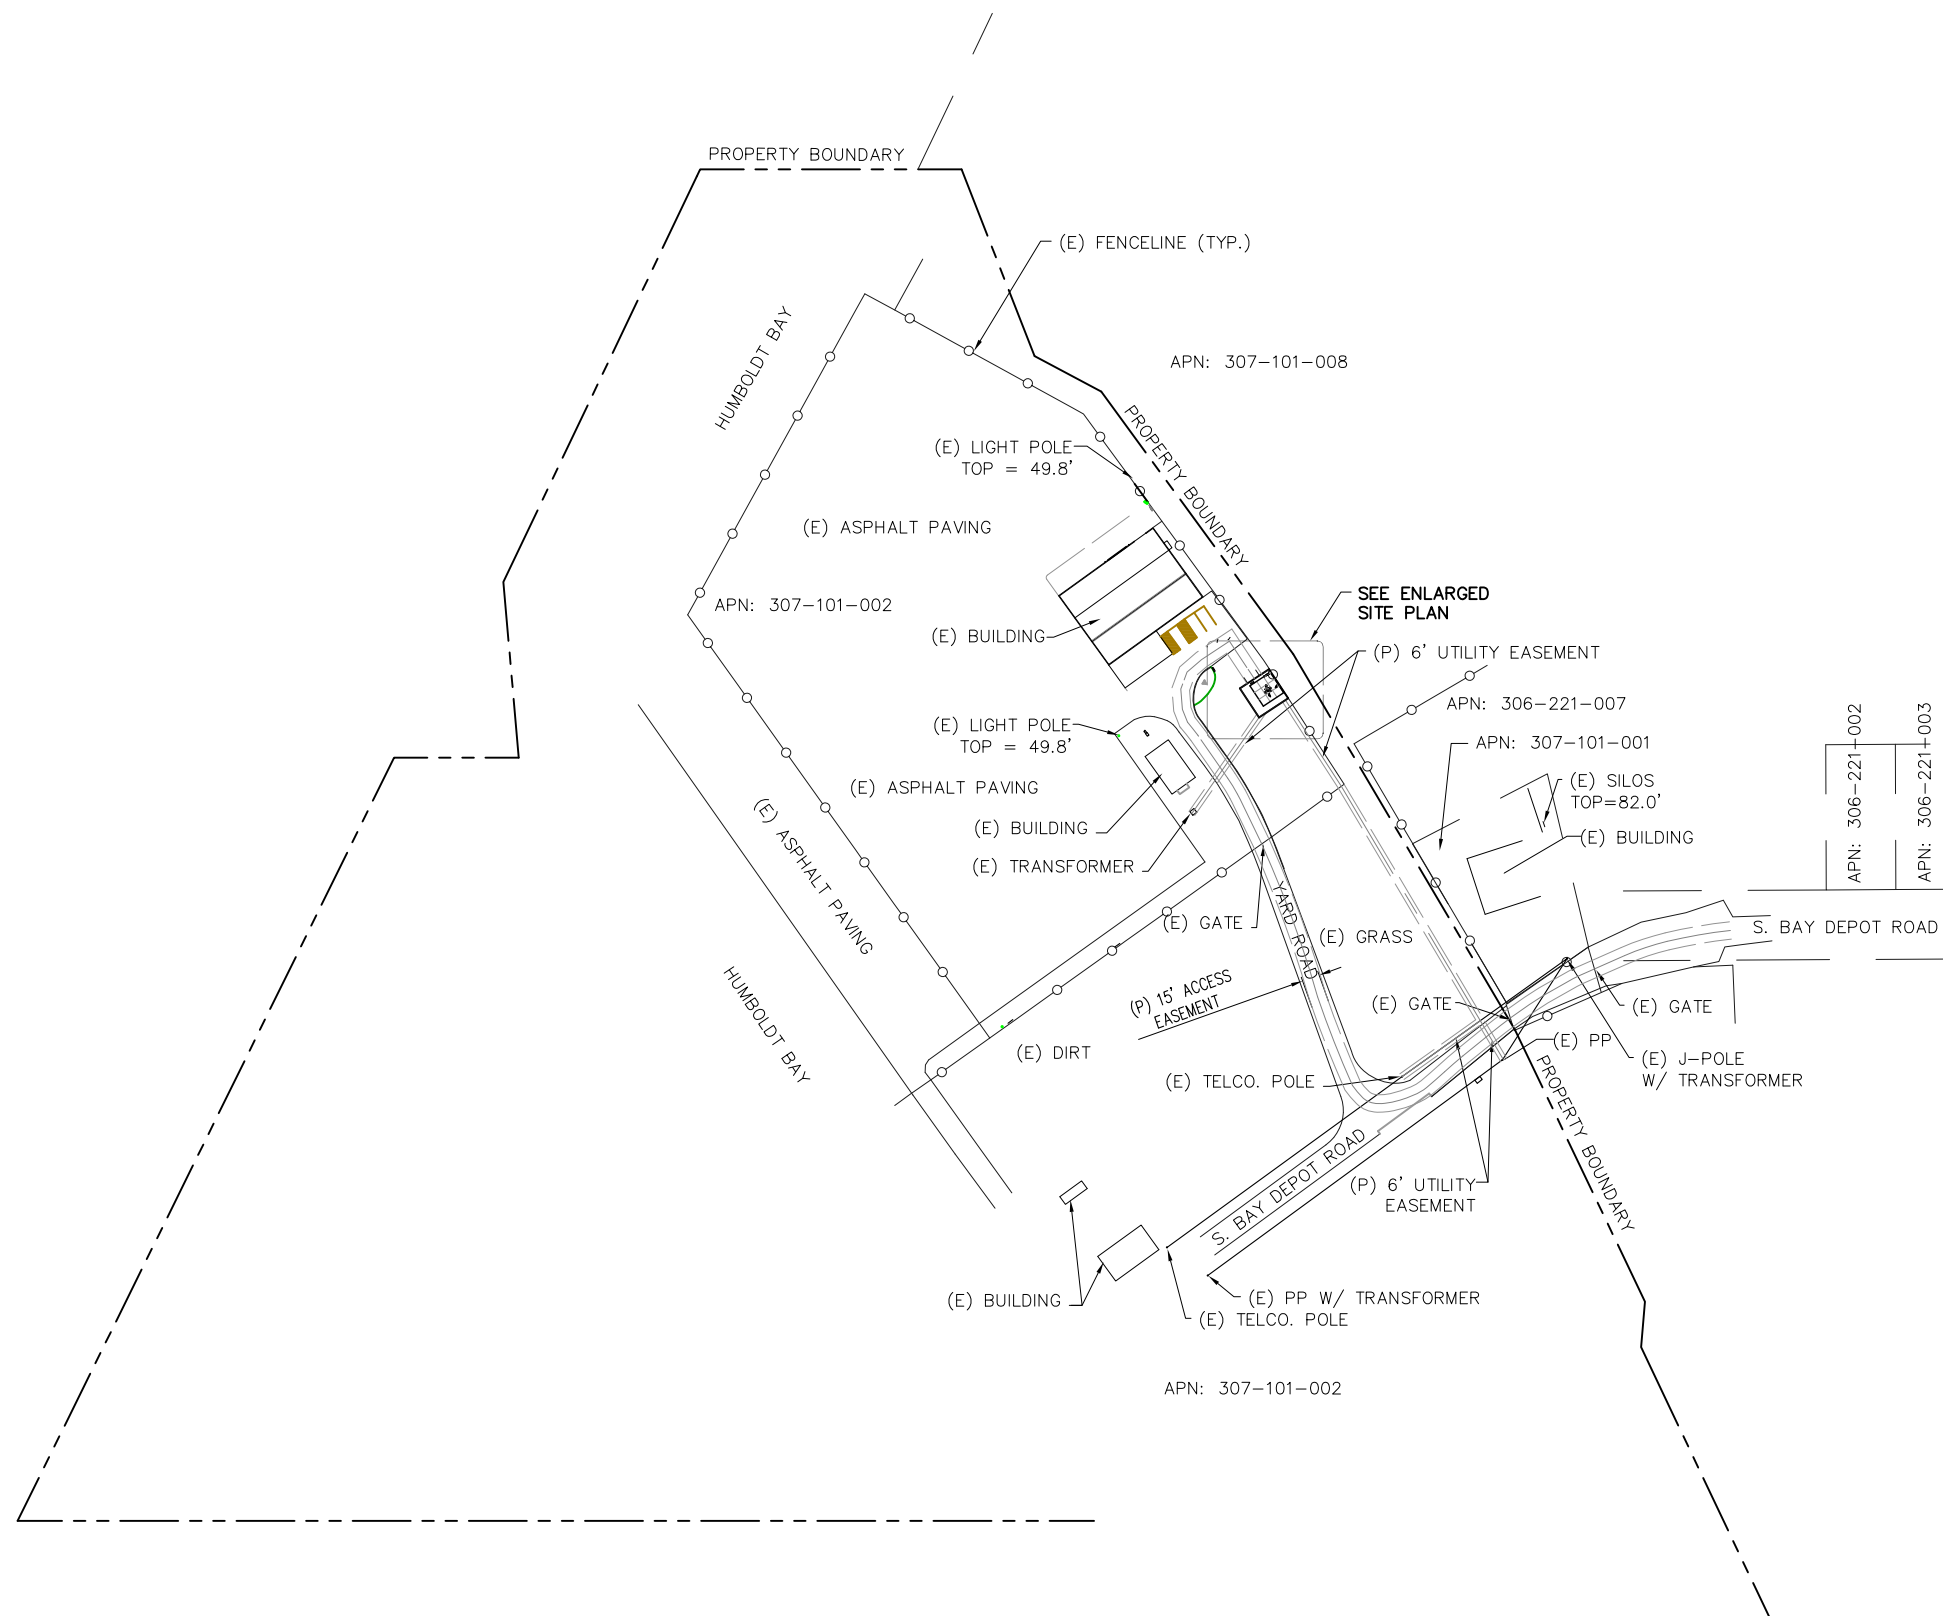 PROPERTY BOUNDARY
(E) FENCELINE (TYP.)
HUMBOLDT BAY
APN: 307-101-008
PROPERTY BOUNDARY
(E) LIGHT POLE
TOP = 49.8'
(E) ASPHALT PAVING
SEE ENLARGED
SITE PLAN
APN: 307-101-002
(E) BUILDING
(P) 6' UTILITY EASEMENT
APN: 306-221-007
(E) LIGHT POLE
TOP = 49.8'
APN: 307-101-001
APN: 306-221-002
APN: 306-221-003
(E) SILOS
TOP=82.0'
(E) ASPHALT PAVING
(E) ASPHALT PAVING
(E) BUILDING
(E) BUILDING
(E) TRANSFORMER
YARD ROAD
(E) GATE
(E) GRASS
S. BAY DEPOT ROAD
HUMBOLDT BAY
(P) 15' ACCESS
EASEMENT
(E) GATE
(E) GATE
(E) DIRT
(E) PP
(E) J-POLE
W/ TRANSFORMER
(E) TELCO. POLE
PROPERTY BOUNDARY
S. BAY DEPOT ROAD
(P) 6' UTILITY
EASEMENT
(E) BUILDING
(E) PP W/ TRANSFORMER
(E) TELCO. POLE
APN: 307-101-002